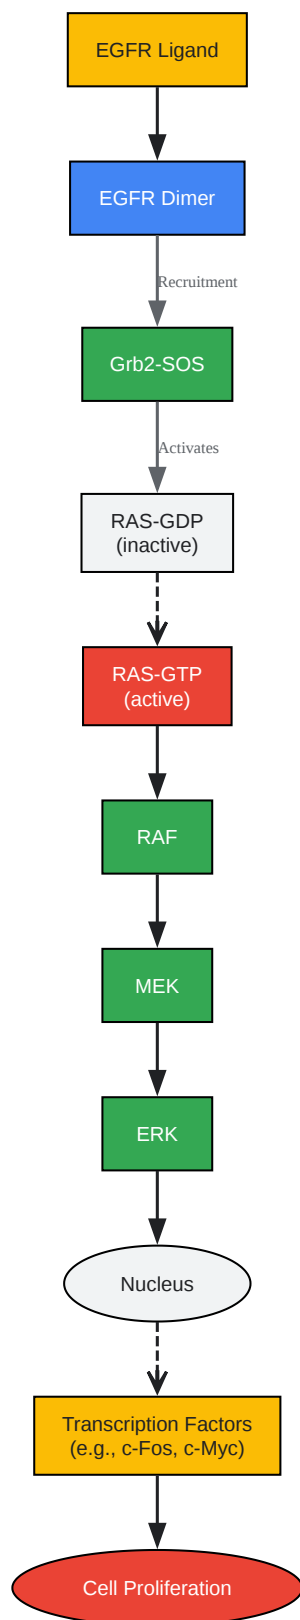 EGFR Ligand
EGFR Dimer
Recruitment
Grb2-SOS
Activates
RAS-GDP
(inactive)
RAS-GTP
(active)
RAF
MEK
ERK
Nucleus
Transcription Factors
(e.g., c-Fos, c-Myc)
Cell Proliferation